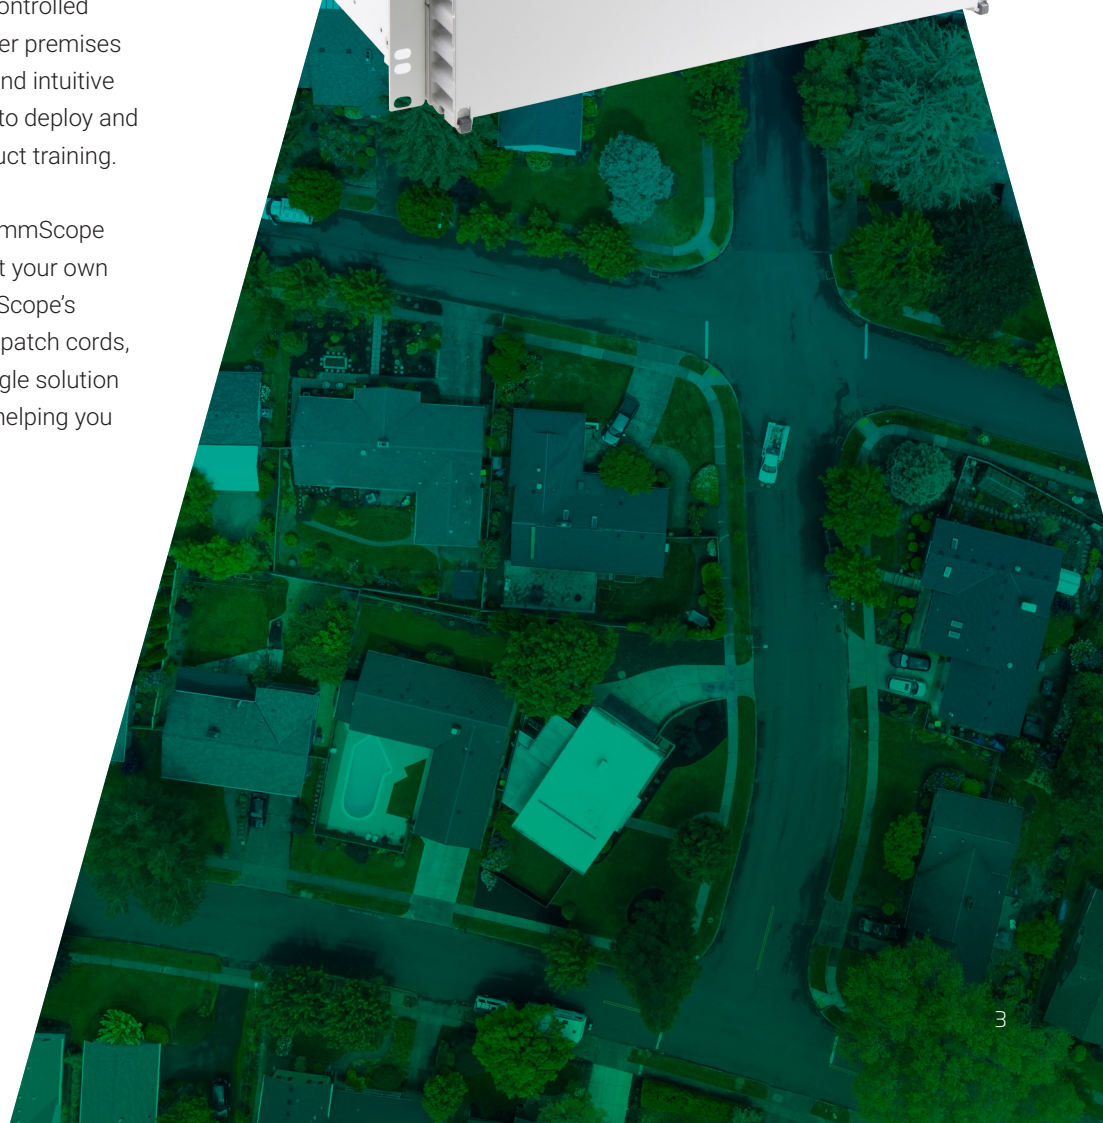 ontrolled
er premises
nd intuitive
to deploy and
uct training.
mmScope
t your own
Scope's
patch cords,
gle solution
helping you
3